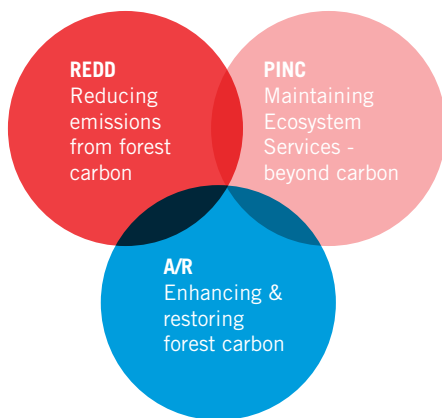 REDD
Reducing
emissions
from forest
carbon
PINC
Maintaining
Ecosystem
Services -
beyond carbon
A/R
Enhancing &
restoring
forest carbon